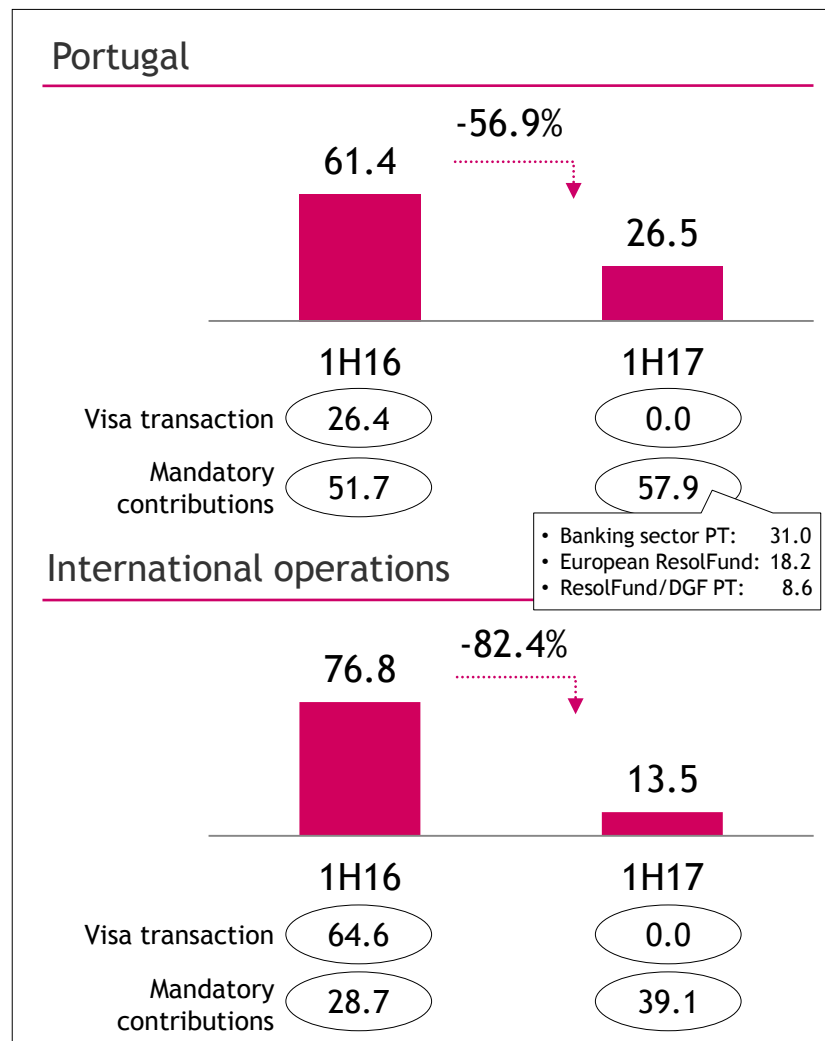 Portugal
-56.9%
61.4
26.5
1H16 1H17
Visa transaction 26.4 0.0
Mandatory
contributions 51.7 57.9
• Banking sector PT: 31.0
• European ResolFund: 18.2
• ResolFund/DGF PT: 8.6
International operations
-82.4%
76.8
13.5
1H16 1H17
Visa transaction 64.6 0.0
Mandatory
contributions 28.7 39.1